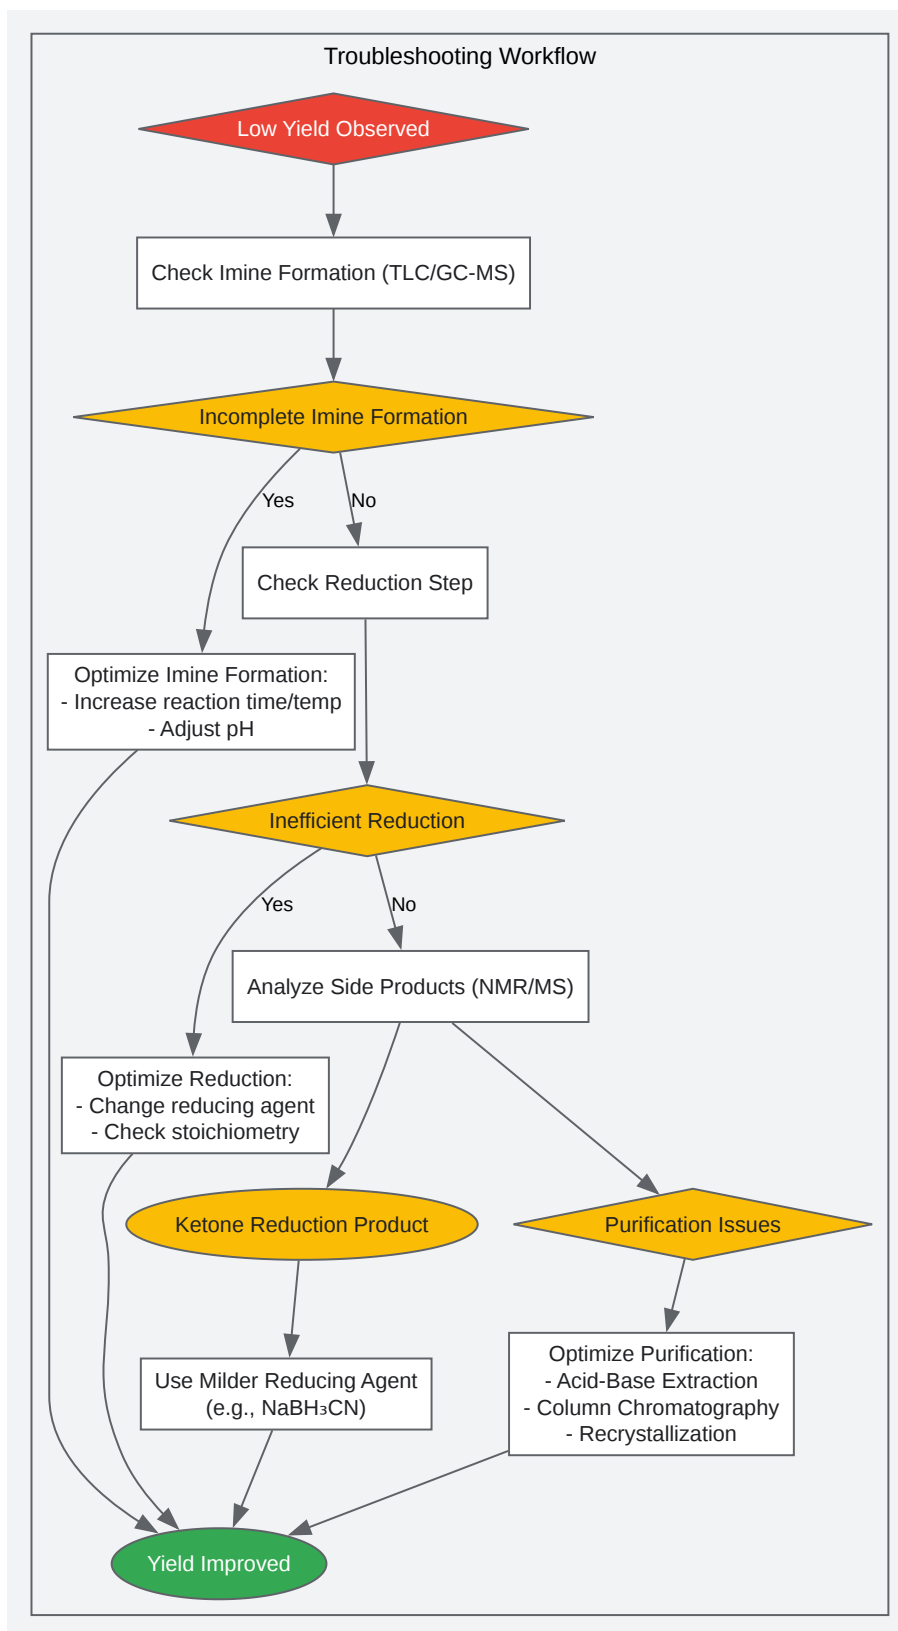 Troubleshooting Workflow
Low Yield Observed
Check Imine Formation (TLC/GC-MS)
Incomplete Imine Formation
Yes
No
Check Reduction Step
Optimize Imine Formation:
- Increase reaction time/temp
- Adjust pH
Inefficient Reduction
Yes
No
Analyze Side Products (NMR/MS)
Optimize Reduction:
- Change reducing agent
- Check stoichiometry
Ketone Reduction Product
Purification Issues
Use Milder Reducing Agent
(e.g., NaBH₃CN)
Optimize Purification:
- Acid-Base Extraction
- Column Chromatography
- Recrystallization
Yield Improved